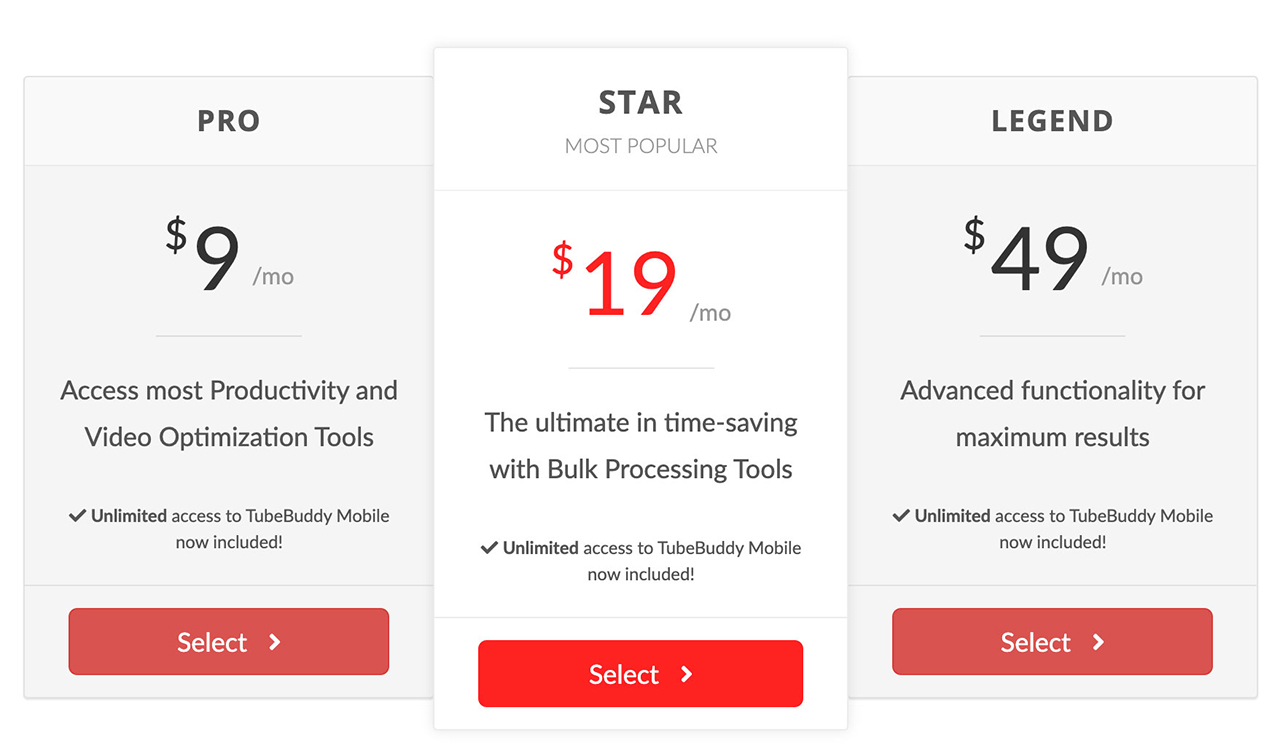 PRO
$9 /mo
Access most Productivity and
Video Optimization Tools
✔ Unlimited access to TubeBuddy Mobile
now included!
Select >
STAR
MOST POPULAR
$19 /mo
The ultimate in time-saving
with Bulk Processing Tools
✔ Unlimited access to TubeBuddy Mobile
now included!
Select >
LEGEND
$49 /mo
Advanced functionality for
maximum results
✔ Unlimited access to TubeBuddy Mobile
now included!
Select >